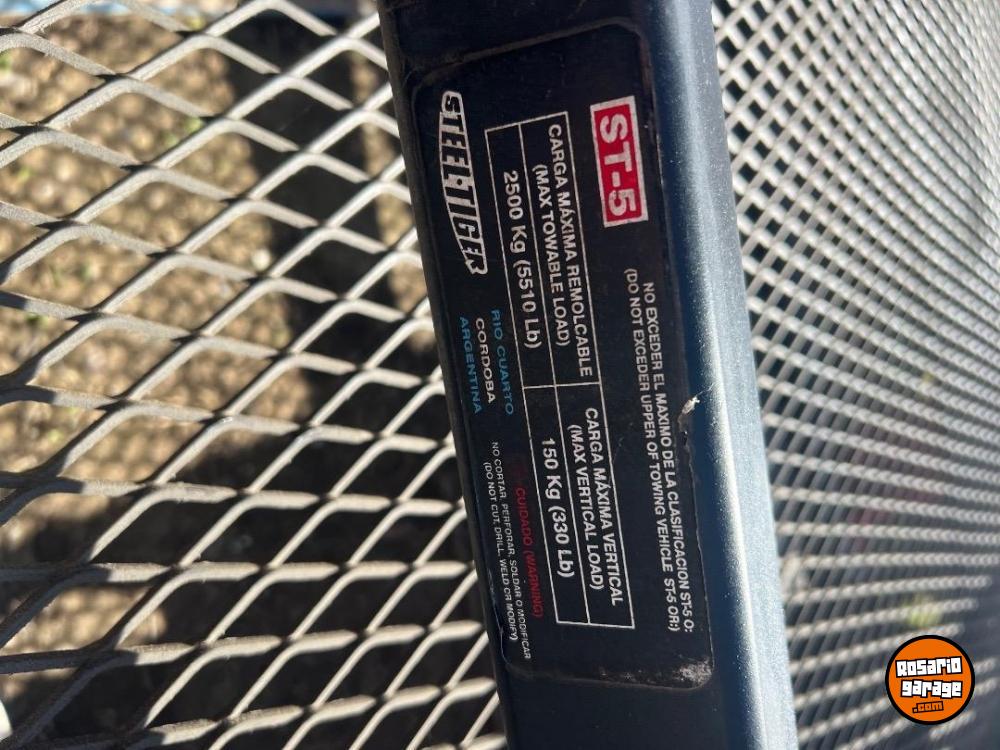 ST-5
NO EXCEDER EL MAXIMO DE LA CLASIFICACION ST-5 O:
(DO NOT EXCEDER UPPER OF TOWING VEHICLE ST-5 OR:)
CARGA MÁXIMA REMOLCABLE
(MAX TOWABLE LOAD)
2500 Kg (5510 Lb)
CARGA MÁXIMA VERTICAL
(MAX VERTICAL LOAD)
150 Kg (330 Lb)
STEELTIGER
RIO CUARTO
CORDOBA
ARGENTINA
CUIDADO (WARNING)
NO CORTAR, PERFORAR, SOLDAR O MODIFICAR
(DO NOT CUT, DRILL, WELD OR MODIFY)
ROSARIO
garage
.com